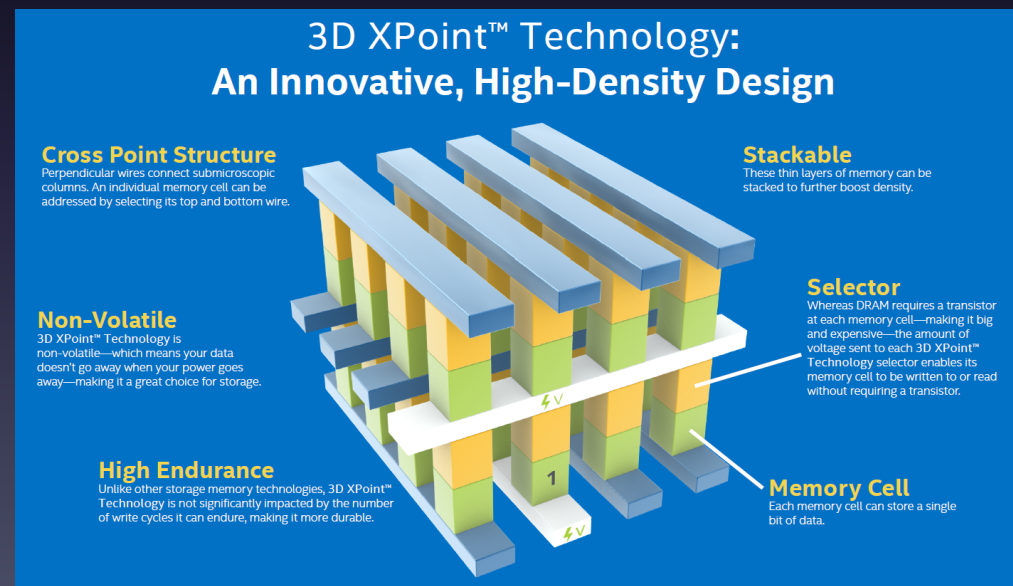 3D XPoint™ Technology:
An Innovative, High-Density Design
Cross Point Structure
Perpendicular wires connect submicroscopic
columns. An individual memory cell can be
addressed by selecting its top and bottom wire.
Non-Volatile
3D XPoint™ Technology is
non-volatile—which means your data
doesn't go away when your power goes
away—making it a great choice for storage.
High Endurance
Unlike other storage memory technologies, 3D XPoint™
Technology is not significantly impacted by the number
of write cycles it can endure, making it more durable.
Stackable
These thin layers of memory can be
stacked to further boost density.
Selector
Whereas DRAM requires a transistor
at each memory cell—making it big
and expensive—the amount of
voltage sent to each 3D XPoint™
Technology selector enables its
memory cell to be written to or read
without requiring a transistor.
Memory Cell
Each memory cell can store a single
bit of data.
V
1
V